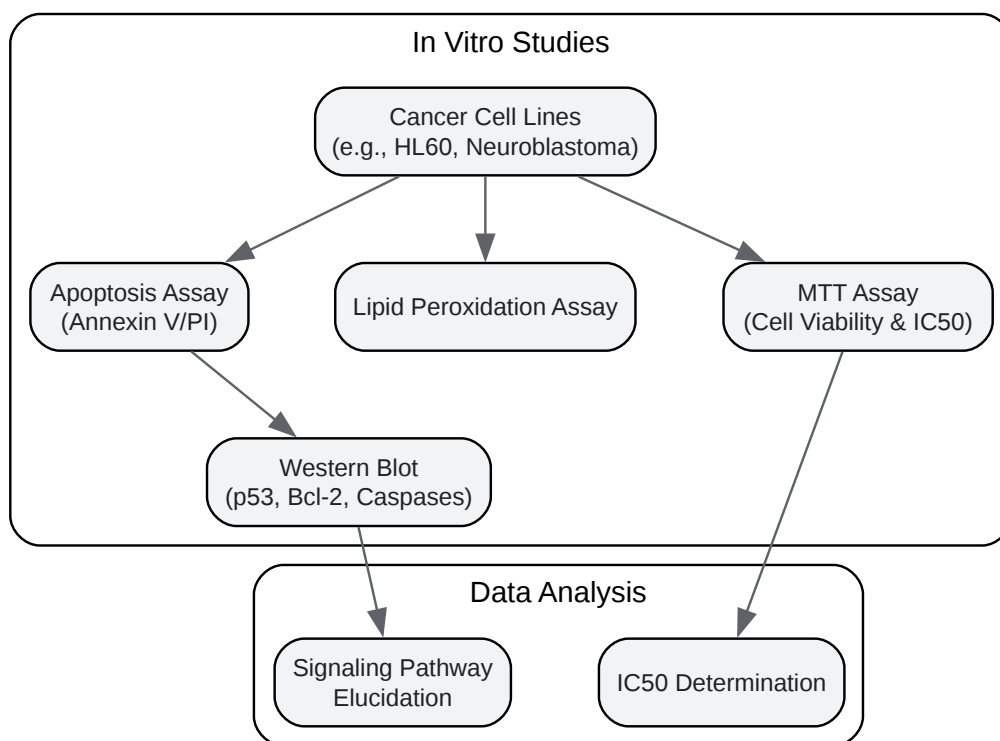 In Vitro Studies
Cancer Cell Lines
(e.g., HL60, Neuroblastoma)
Apoptosis Assay
(Annexin V/PI)
Lipid Peroxidation Assay
MTT Assay
(Cell Viability & IC50)
Western Blot
(p53, Bcl-2, Caspases)
Data Analysis
Signaling Pathway
Elucidation
IC50 Determination